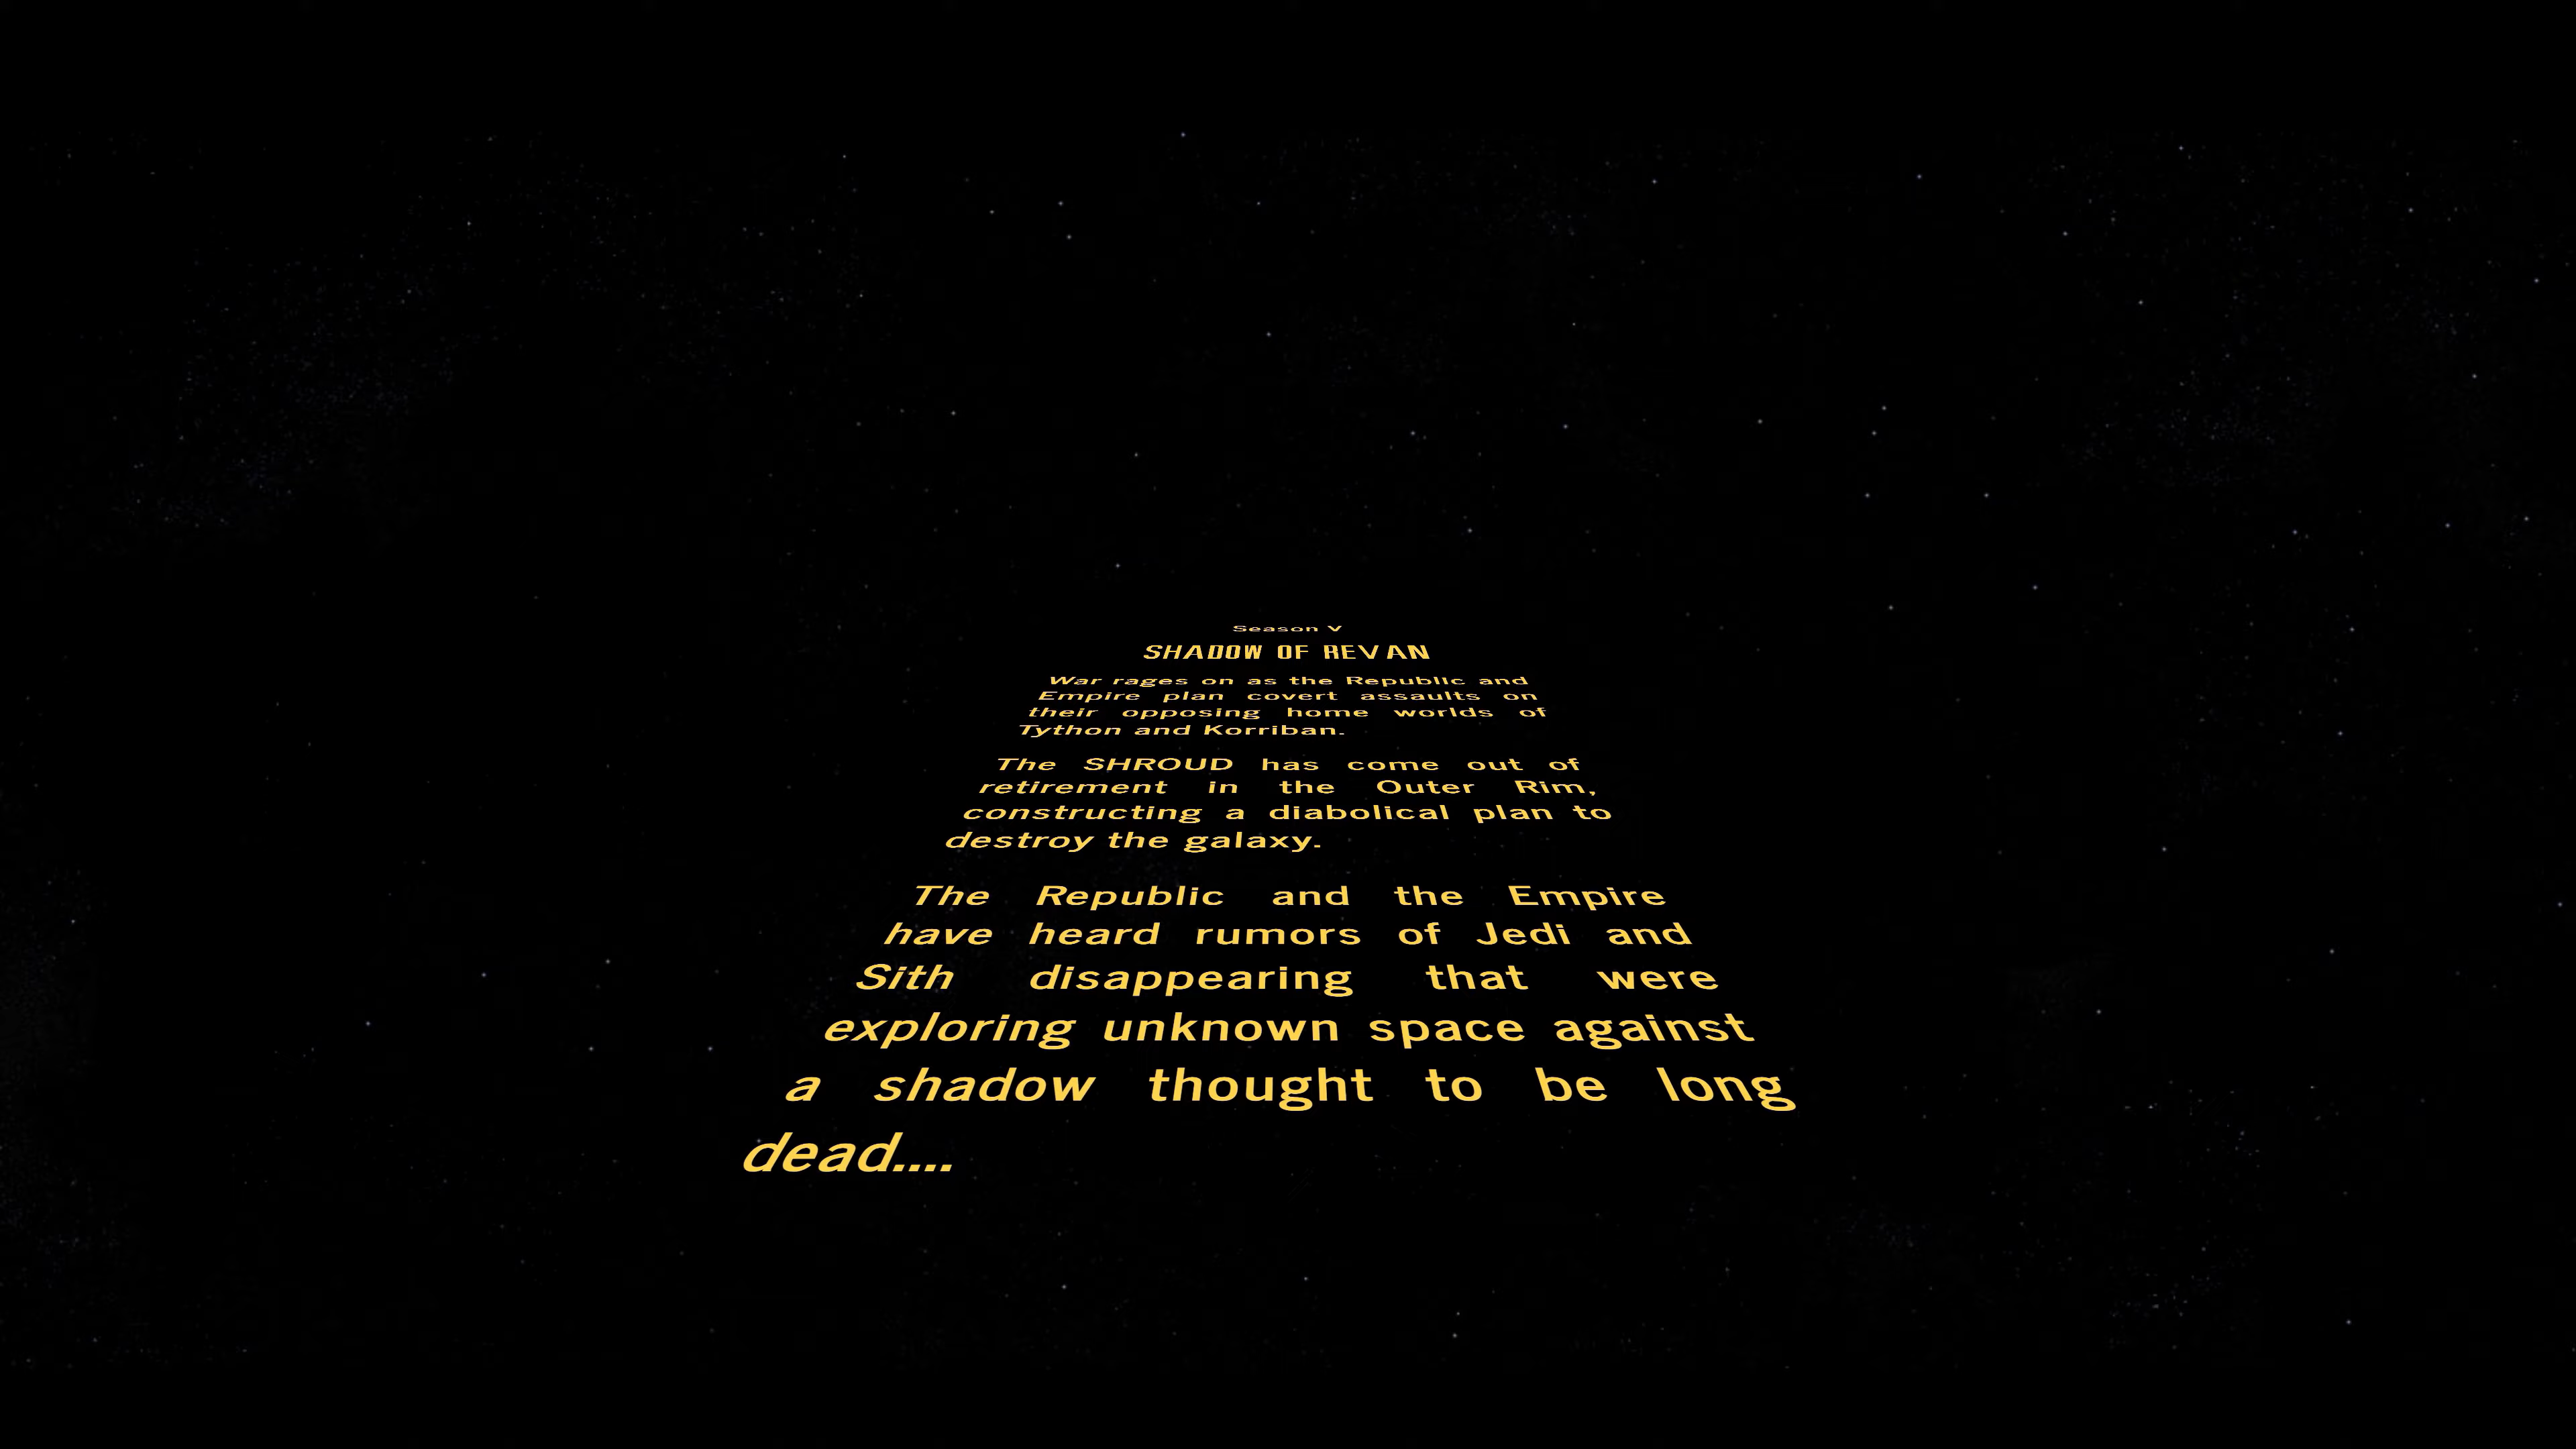 Season V
SHADOW OF REVAN
War rages on as the Republic and
Empire plan covert assaults on
their opposing home worlds of
Tython and Korriban.
The SHROUD has come out of
retirement in the Outer Rim,
constructing a diabolical plan to
destroy the galaxy.
The Republic and the Empire
have heard rumors of Jedi and
Sith disappearing that were
exploring unknown space against
a shadow thought to be long
dead....